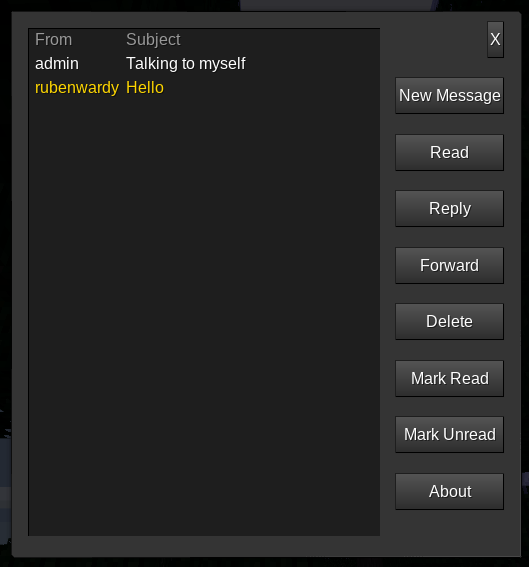 X
From Subject
admin Talking to myself
rubenwardy Hello
New Message
Read
Reply
Forward
Delete
Mark Read
Mark Unread
About